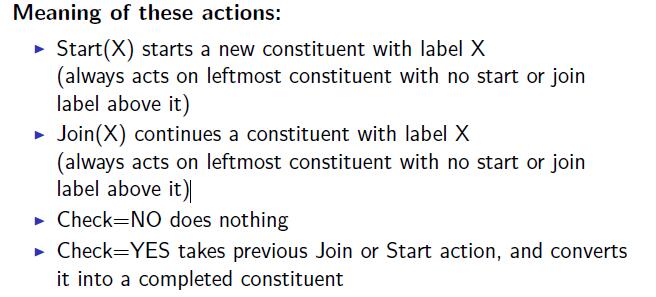 Meaning of these actions:
▶ Start(X) starts a new constituent with label X
(always acts on leftmost constituent with no start or join
label above it)
▶ Join(X) continues a constituent with label X
(always acts on leftmost constituent with no start or join
label above it)
▶ Check=NO does nothing
▶ Check=YES takes previous Join or Start action, and converts
it into a completed constituent